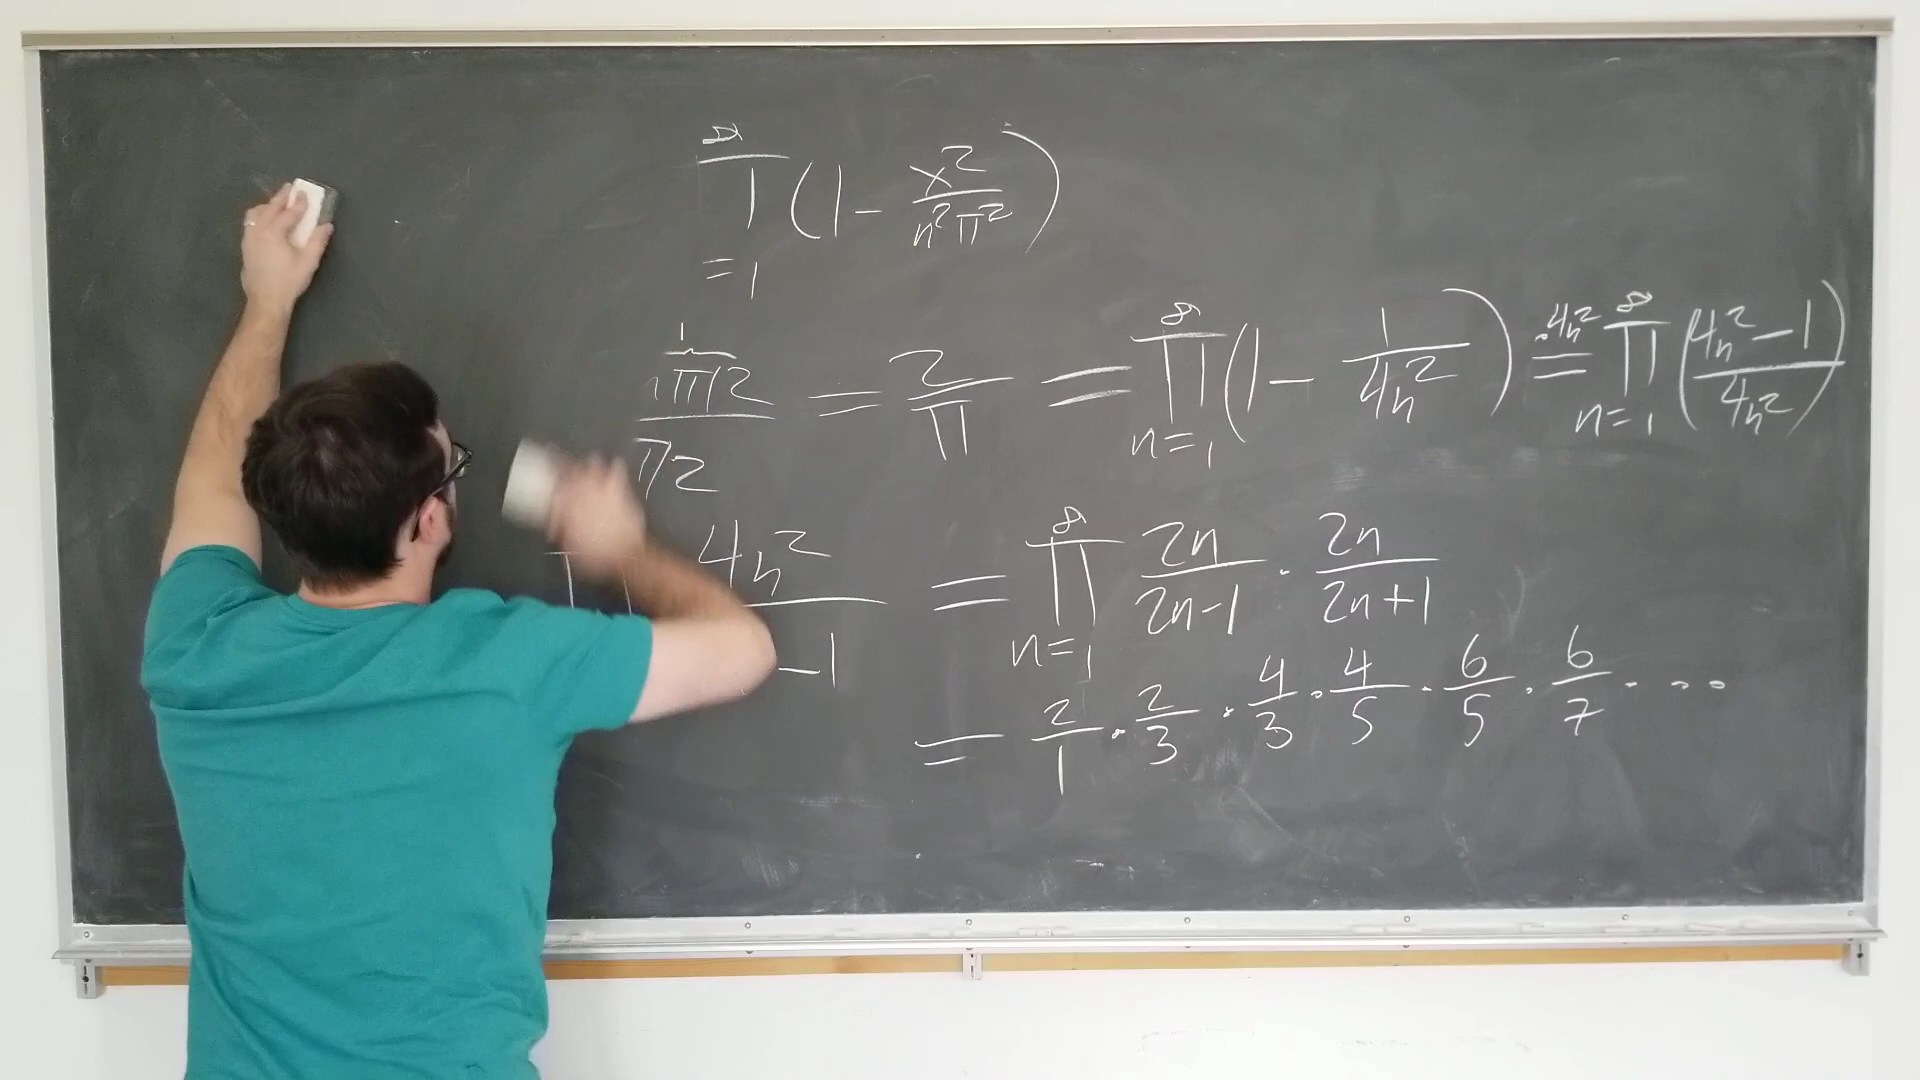 ∞ ∏ =1 (1 - x²/(n²π²))
1 / π/2 / π/2 = 2/π = ∏_{n=1}^{∞} (1 - 1/(4n²)) =^{·4n²} ∏_{n=1}^{∞} ((4n²-1)/(4n²))
∏ 4n² / -1 = ∏_{n=1}^{∞} 2n/(2n-1) · 2n/(2n+1)
= 2/1 · 2/3 · 4/3 · 4/5 · 6/5 · 6/7 · ...